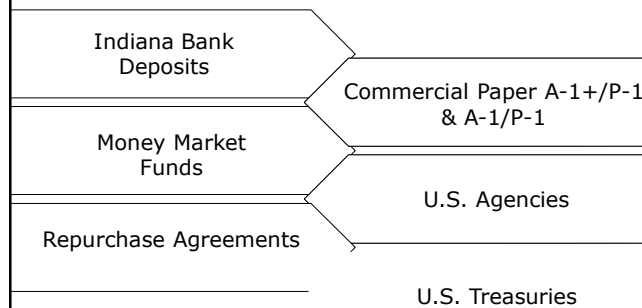 Indiana Bank
Deposits
Commercial Paper A-1+/P-1
& A-1/P-1
Money Market
Funds
U.S. Agencies
Repurchase Agreements
U.S. Treasuries